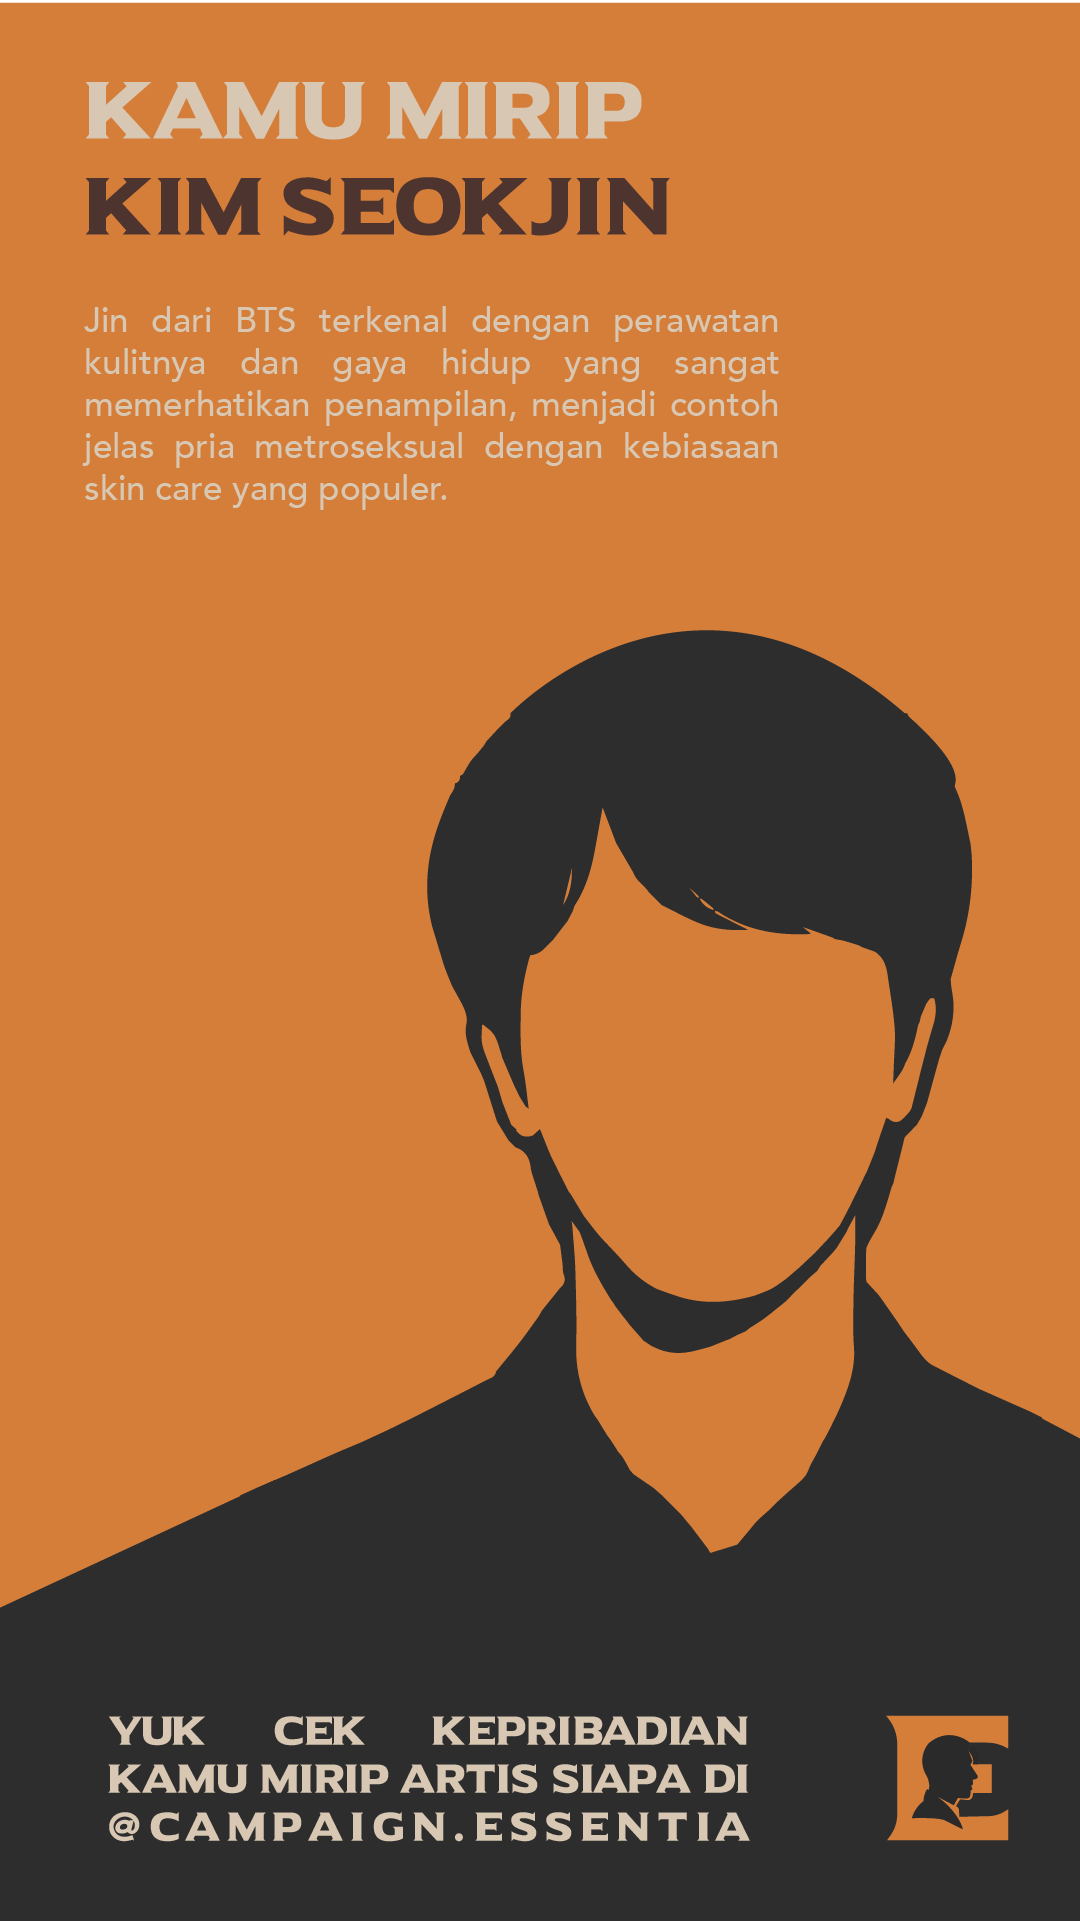 KAMU MIRIP
KIM SEOKJIN
Jin dari BTS terkenal dengan perawatan
kulitnya dan gaya hidup yang sangat
memerhatikan penampilan, menjadi contoh
jelas pria metroseksual dengan kebiasaan
skin care yang populer.
YUK CEK KEPRIBADIAN
KAMU MIRIP ARTIS SIAPA DI
@CAMPAIGN.ESSENTIA
E